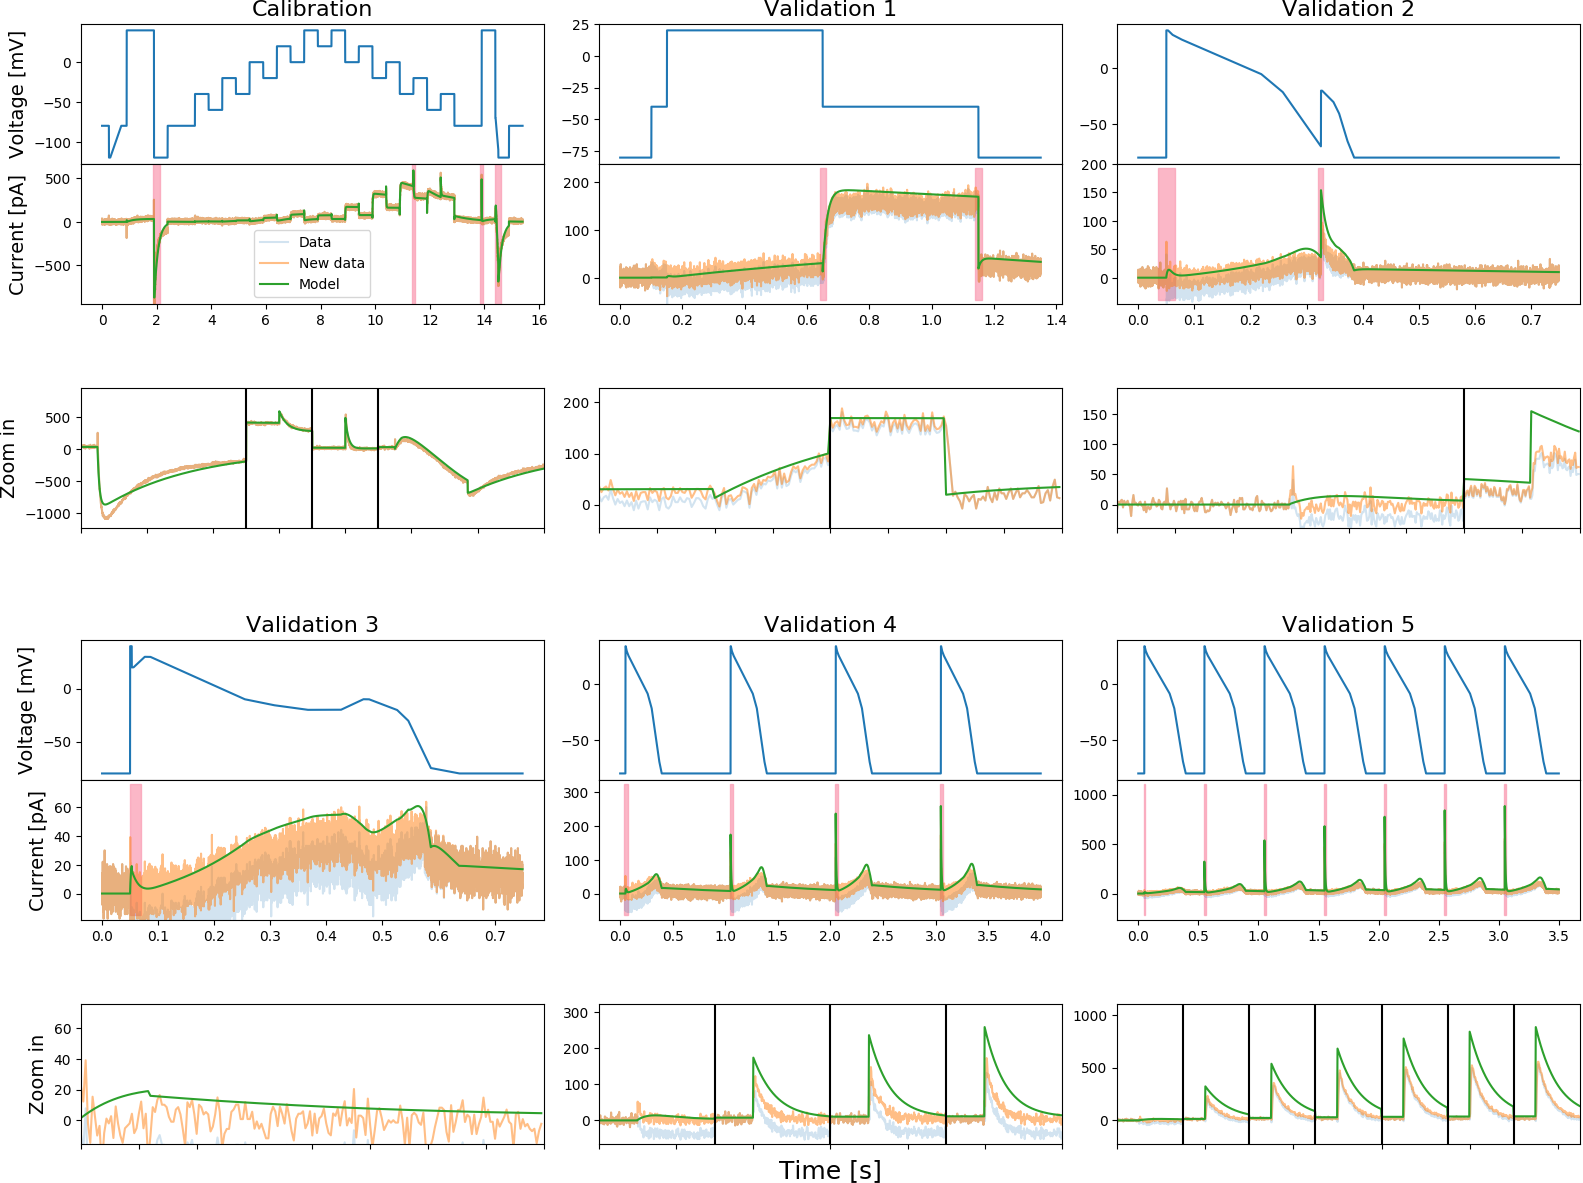 Calibration
Validation 1
Validation 2
Voltage [mV]
0
−50
−100
25
0
−25
−50
−75
0
−50
Current [pA]
500
0
−500
Data
New data
Model
200
100
0
200
150
100
50
0
0 2 4 6 8 10 12 14 16
0.0 0.2 0.4 0.6 0.8 1.0 1.2 1.4
0.0 0.1 0.2 0.3 0.4 0.5 0.6 0.7
Zoom in
500
0
−500
−1000
200
100
0
150
100
50
0
Validation 3
Validation 4
Validation 5
Voltage [mV]
0
−50
0
−50
0
−50
Current [pA]
60
40
20
0
300
200
100
0
1000
500
0
0.0 0.1 0.2 0.3 0.4 0.5 0.6 0.7
0.0 0.5 1.0 1.5 2.0 2.5 3.0 3.5 4.0
0.0 0.5 1.0 1.5 2.0 2.5 3.0 3.5
Zoom in
60
40
20
0
300
200
100
0
1000
500
0
Time [s]